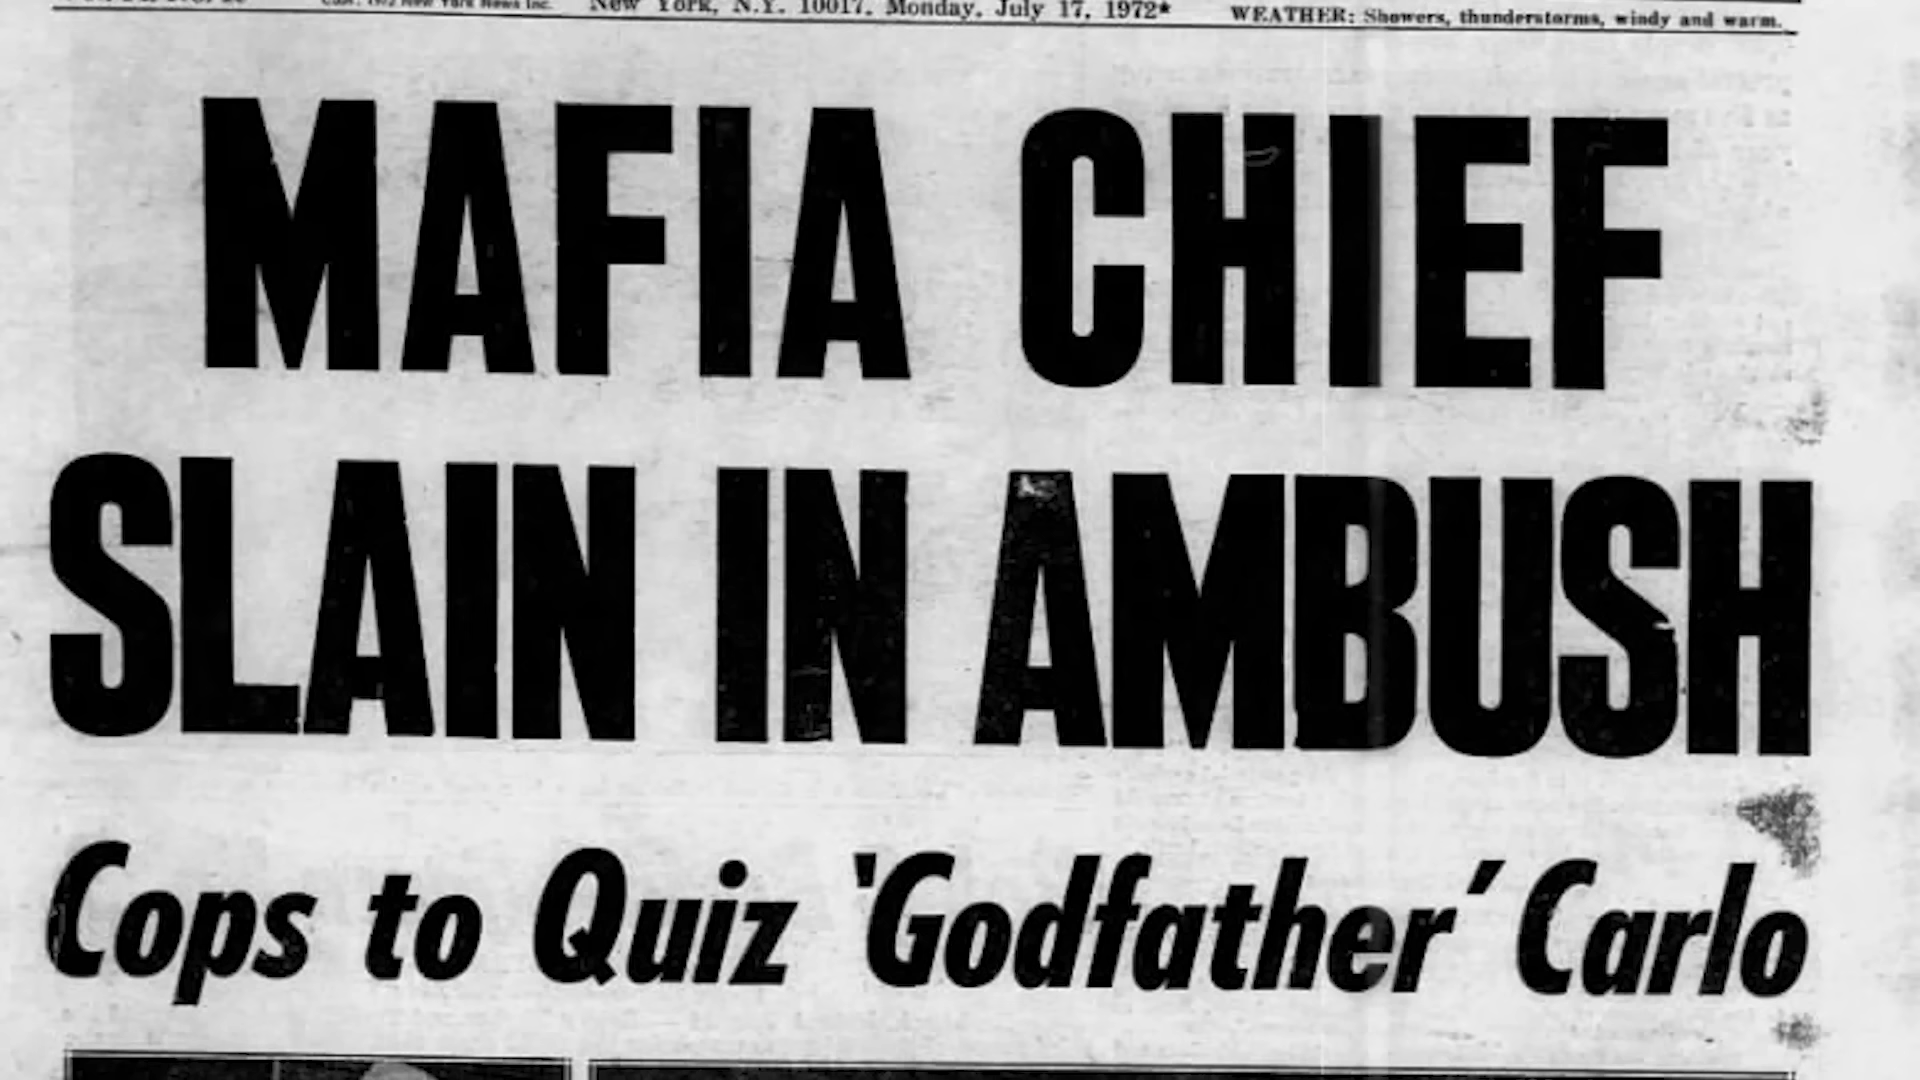 New York, N.Y. 10017, Monday, July 17, 1972★ WEATHER: Showers, thunderstorms, windy and warm.
MAFIA CHIEF
SLAIN IN AMBUSH
Cops to Quiz 'Godfather' Carlo